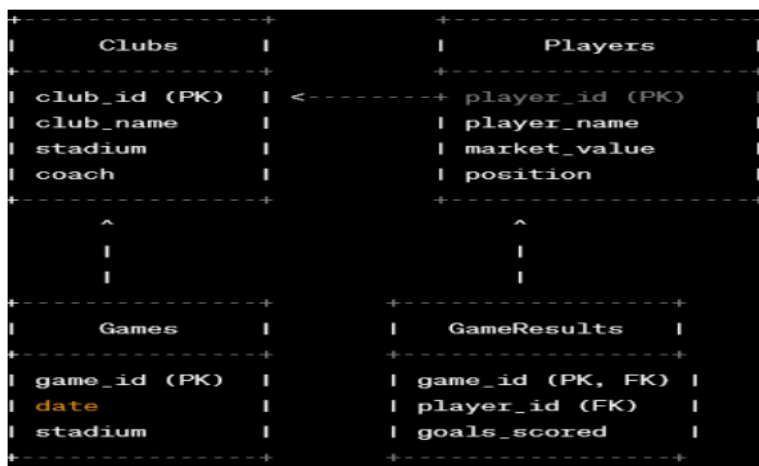 Clubs
club_id (PK)
club_name
stadium
coach
Players
player_id (PK)
player_name
market_value
position
Games
game_id (PK)
date
stadium
GameResults
game_id (PK, FK)
player_id (FK)
goals_scored